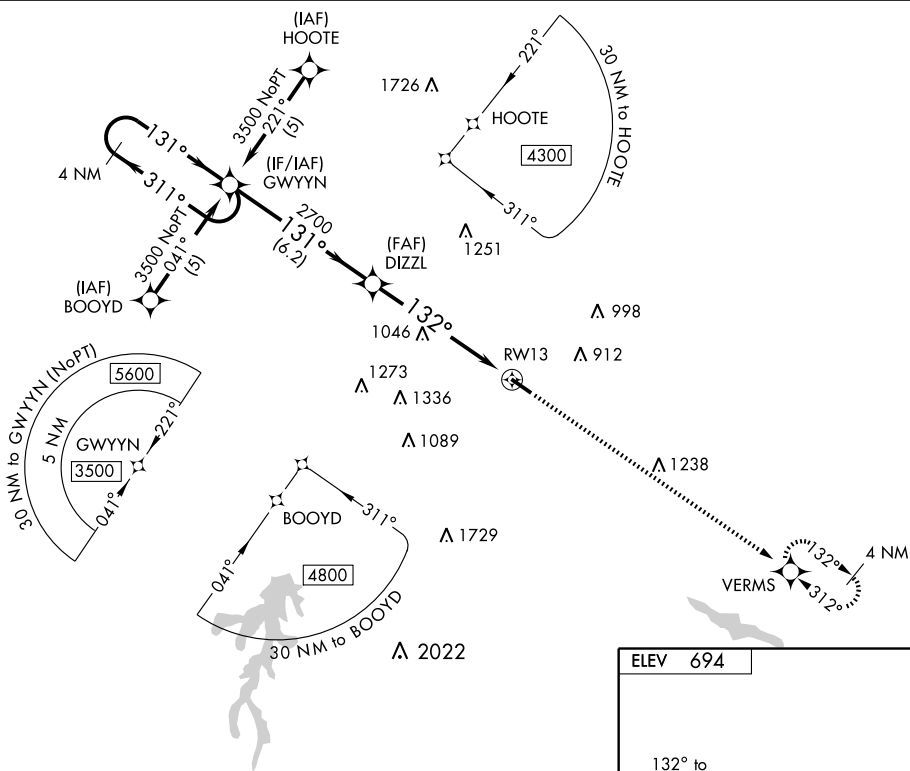 (IAF)
HOOTE
3500 NoPT
221°
(5)
1726
221°
30 NM to HOOTE
HOOTE
4300
311°
131°
4 NM
311°
(IF/IAF)
GWYYN
3500 NoPT
041°
(5)
(IAF)
BOOYD
2700
131°
(6.2)
1251
(FAF)
DIZZL
132°
998
1046
RW13
912
1273
1336
1089
30 NM to GWYYN (NoPT)
5600
5 NM
GWYYN
221°
3500
041°
1238
BOOYD
311°
041°
4800
30 NM to BOOYD
1729
132°
4 NM
VERMS
312°
2022
ELEV 694
132° to